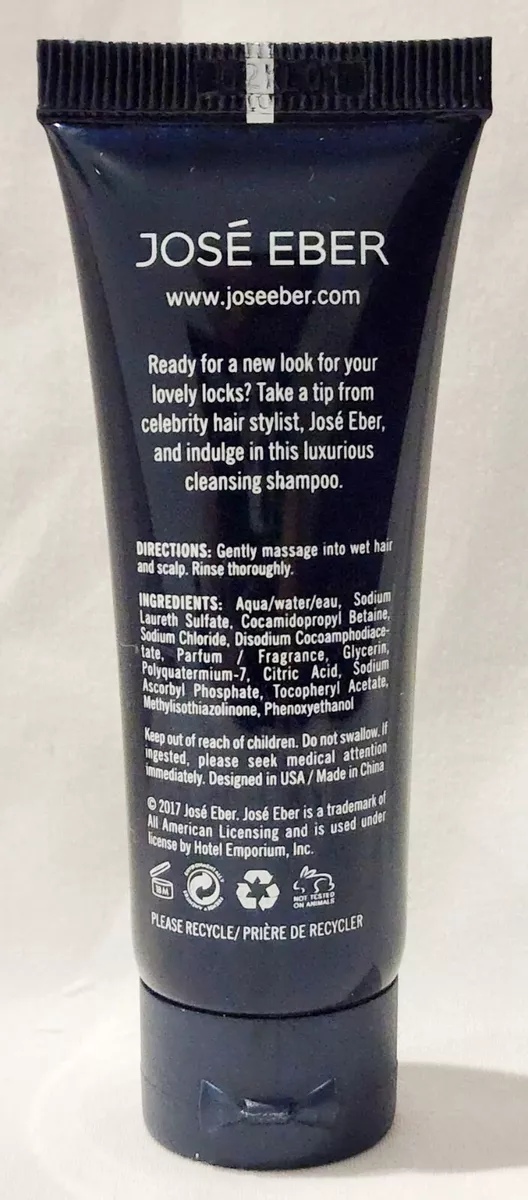 JOSÉ EBER
www.joseeber.com
Ready for a new look for your
lovely locks? Take a tip from
celebrity hair stylist, José Eber,
and indulge in this luxurious
cleansing shampoo.
DIRECTIONS: Gently massage into wet hair
and scalp. Rinse thoroughly.
INGREDIENTS: Aqua/water/eau, Sodium
Laureth Sulfate, Cocamidopropyl Betaine,
Sodium Chloride, Disodium Cocoamphodiace-
tate, Parfum / Fragrance, Glycerin,
Polyquatermium-7, Citric Acid, Sodium
Ascorbyl Phosphate, Tocopheryl Acetate,
Methylisothiazolinone, Phenoxyethanol
Keep out of reach of children. Do not swallow. If
ingested, please seek medical attention
immediately. Designed in USA / Made in China
© 2017 José Eber. José Eber is a trademark of
All American Licensing and is used under
license by Hotel Emporium, Inc.
18M
NOT TESTED
ON ANIMALS
PLEASE RECYCLE/ PRIÈRE DE RECYCLER